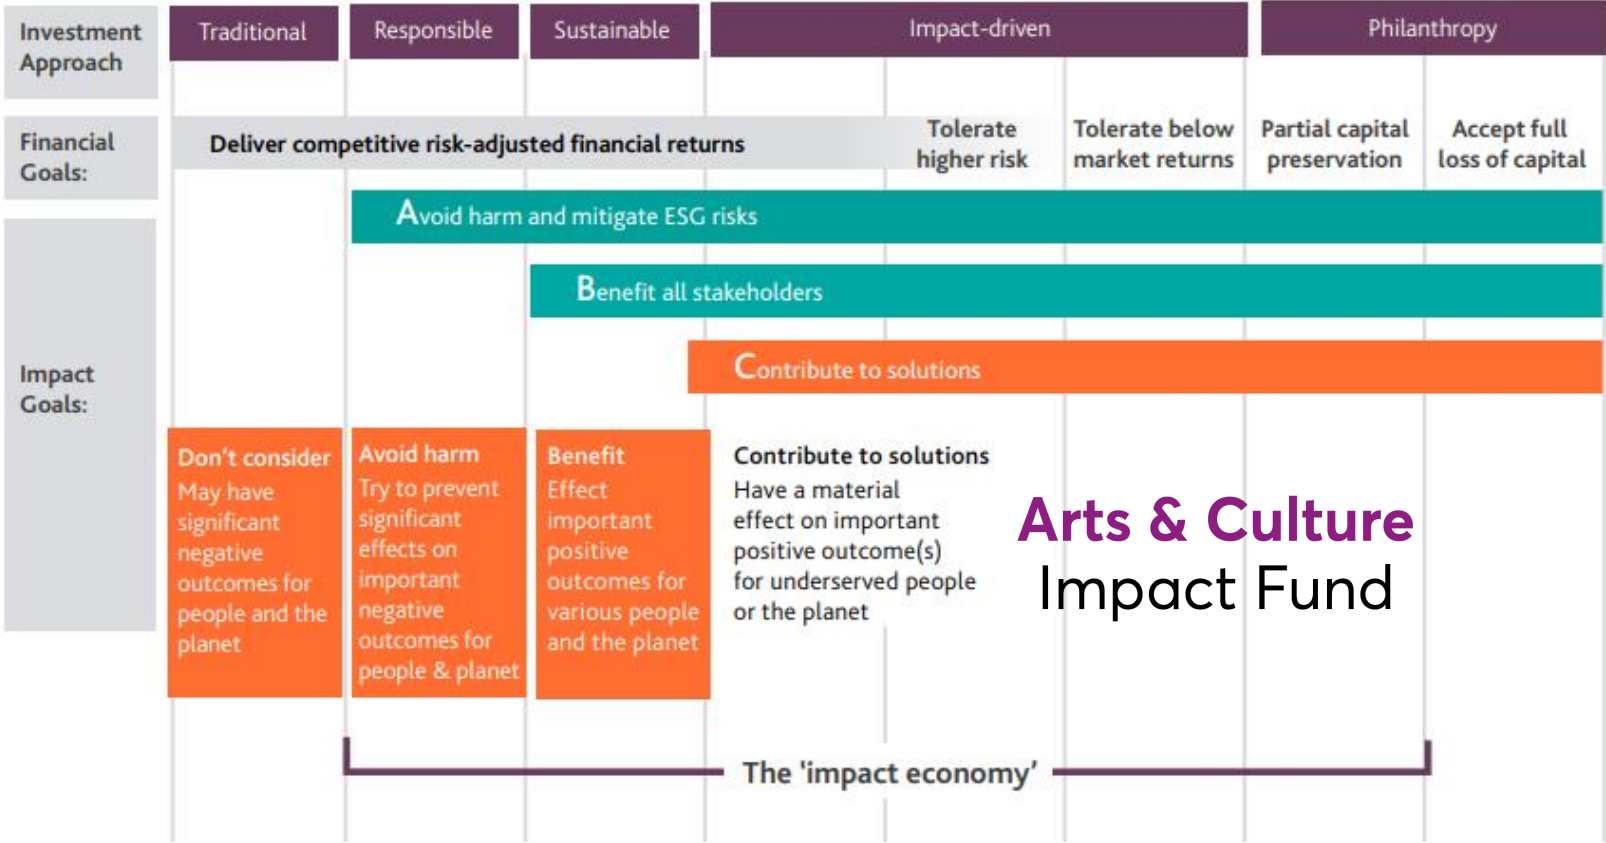 Investment
Approach
Traditional
Responsible
Sustainable
Impact-driven
Philanthropy
Financial
Goals:
Deliver competitive risk-adjusted financial returns
Tolerate
higher risk
Tolerate below
market returns
Partial capital
preservation
Accept full
loss of capital
Impact
Goals:
Avoid harm and mitigate ESG risks
Benefit all stakeholders
Contribute to solutions
Don't consider
May have
significant
negative
outcomes for
people and the
planet
Avoid harm
Try to prevent
significant
effects on
important
negative
outcomes for
people & planet
Benefit
Effect
important
positive
outcomes for
various people
and the planet
Contribute to solutions
Have a material
effect on important
positive outcome(s)
for underserved people
or the planet
Arts & Culture
Impact Fund
The 'impact economy'